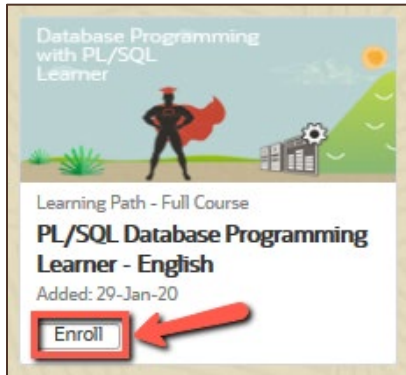 Database Programming
with PL/SQL
Learner
Learning Path - Full Course
PL/SQL Database Programming
Learner - English
Added: 29-Jan-20
Enroll